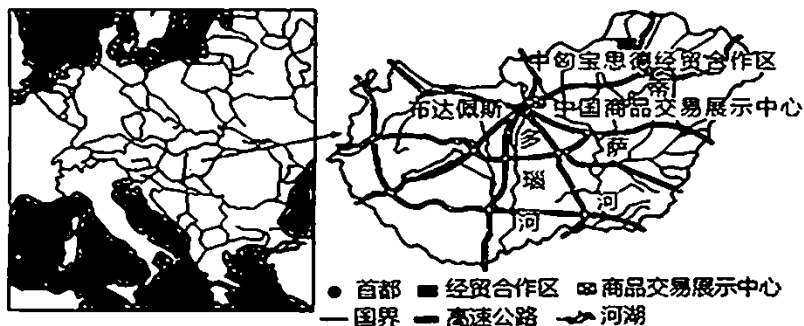 中匈宝思德经贸合作区
蒂
布达佩斯
中国商品交易展示中心
多
萨
瑙
河
河
首都 经贸合作区 商品交易展示中心
国界 高速公路 河湖